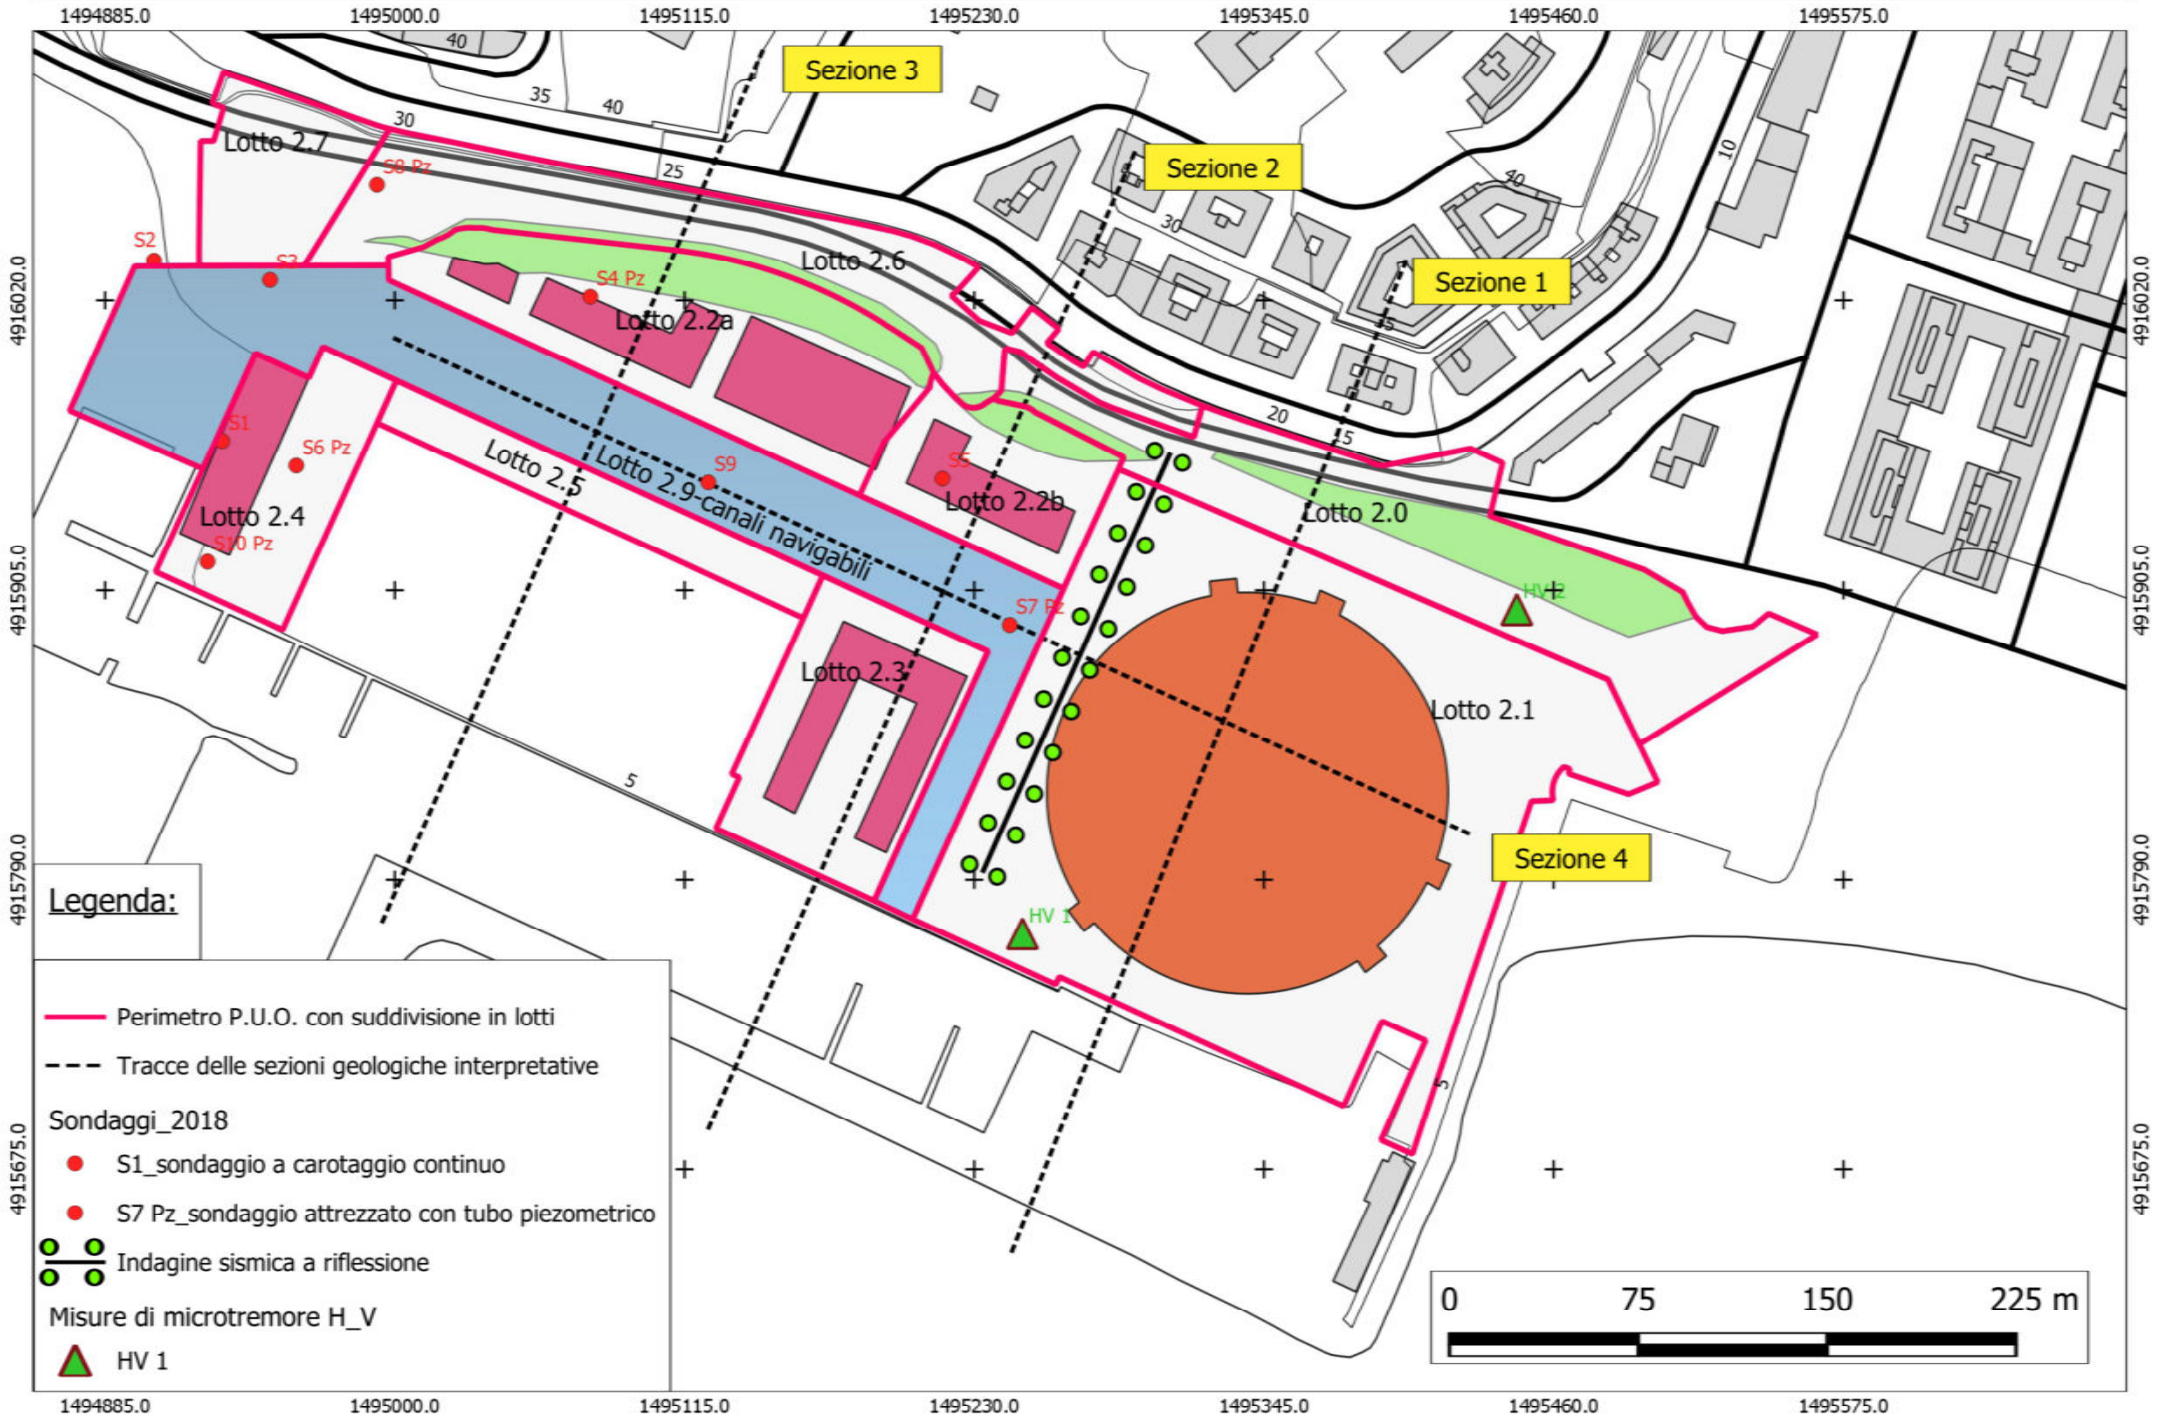 1494885.0 1495000.0 1495115.0 1495230.0 1495345.0 1495460.0 1495575.0
40
Sezione 3
35
40
30
Lotto 2.7
25
S8 Pz
Sezione 2
40
10
30
S2
S3
Lotto 2.6
Sezione 1
4916020.0
4916020.0
S4 Pz
Lotto 2.2a
35
20
15
S1
S6 Pz
Lotto 2.5
S9
S5
Lotto 2.2b
Lotto 2.0
Lotto 2.4
Lotto 2.9-canali navigabili
S10 Pz
4915905.0
4915905.0
HV 2
S7 Pz
Lotto 2.3
Lotto 2.1
5
Sezione 4
4915790.0
4915790.0
HV 1
Legenda:
Perimetro P.U.O. con suddivisione in lotti
Tracce delle sezioni geologiche interpretative
Sondaggi_2018
S1_sondaggio a carotaggio continuo
S7 Pz_sondaggio attrezzato con tubo piezometrico
Indagine sismica a riflessione
Misure di microtremore H_V
HV 1
5
4915675.0
4915675.0
0 75 150 225 m
1494885.0 1495000.0 1495115.0 1495230.0 1495345.0 1495460.0 1495575.0